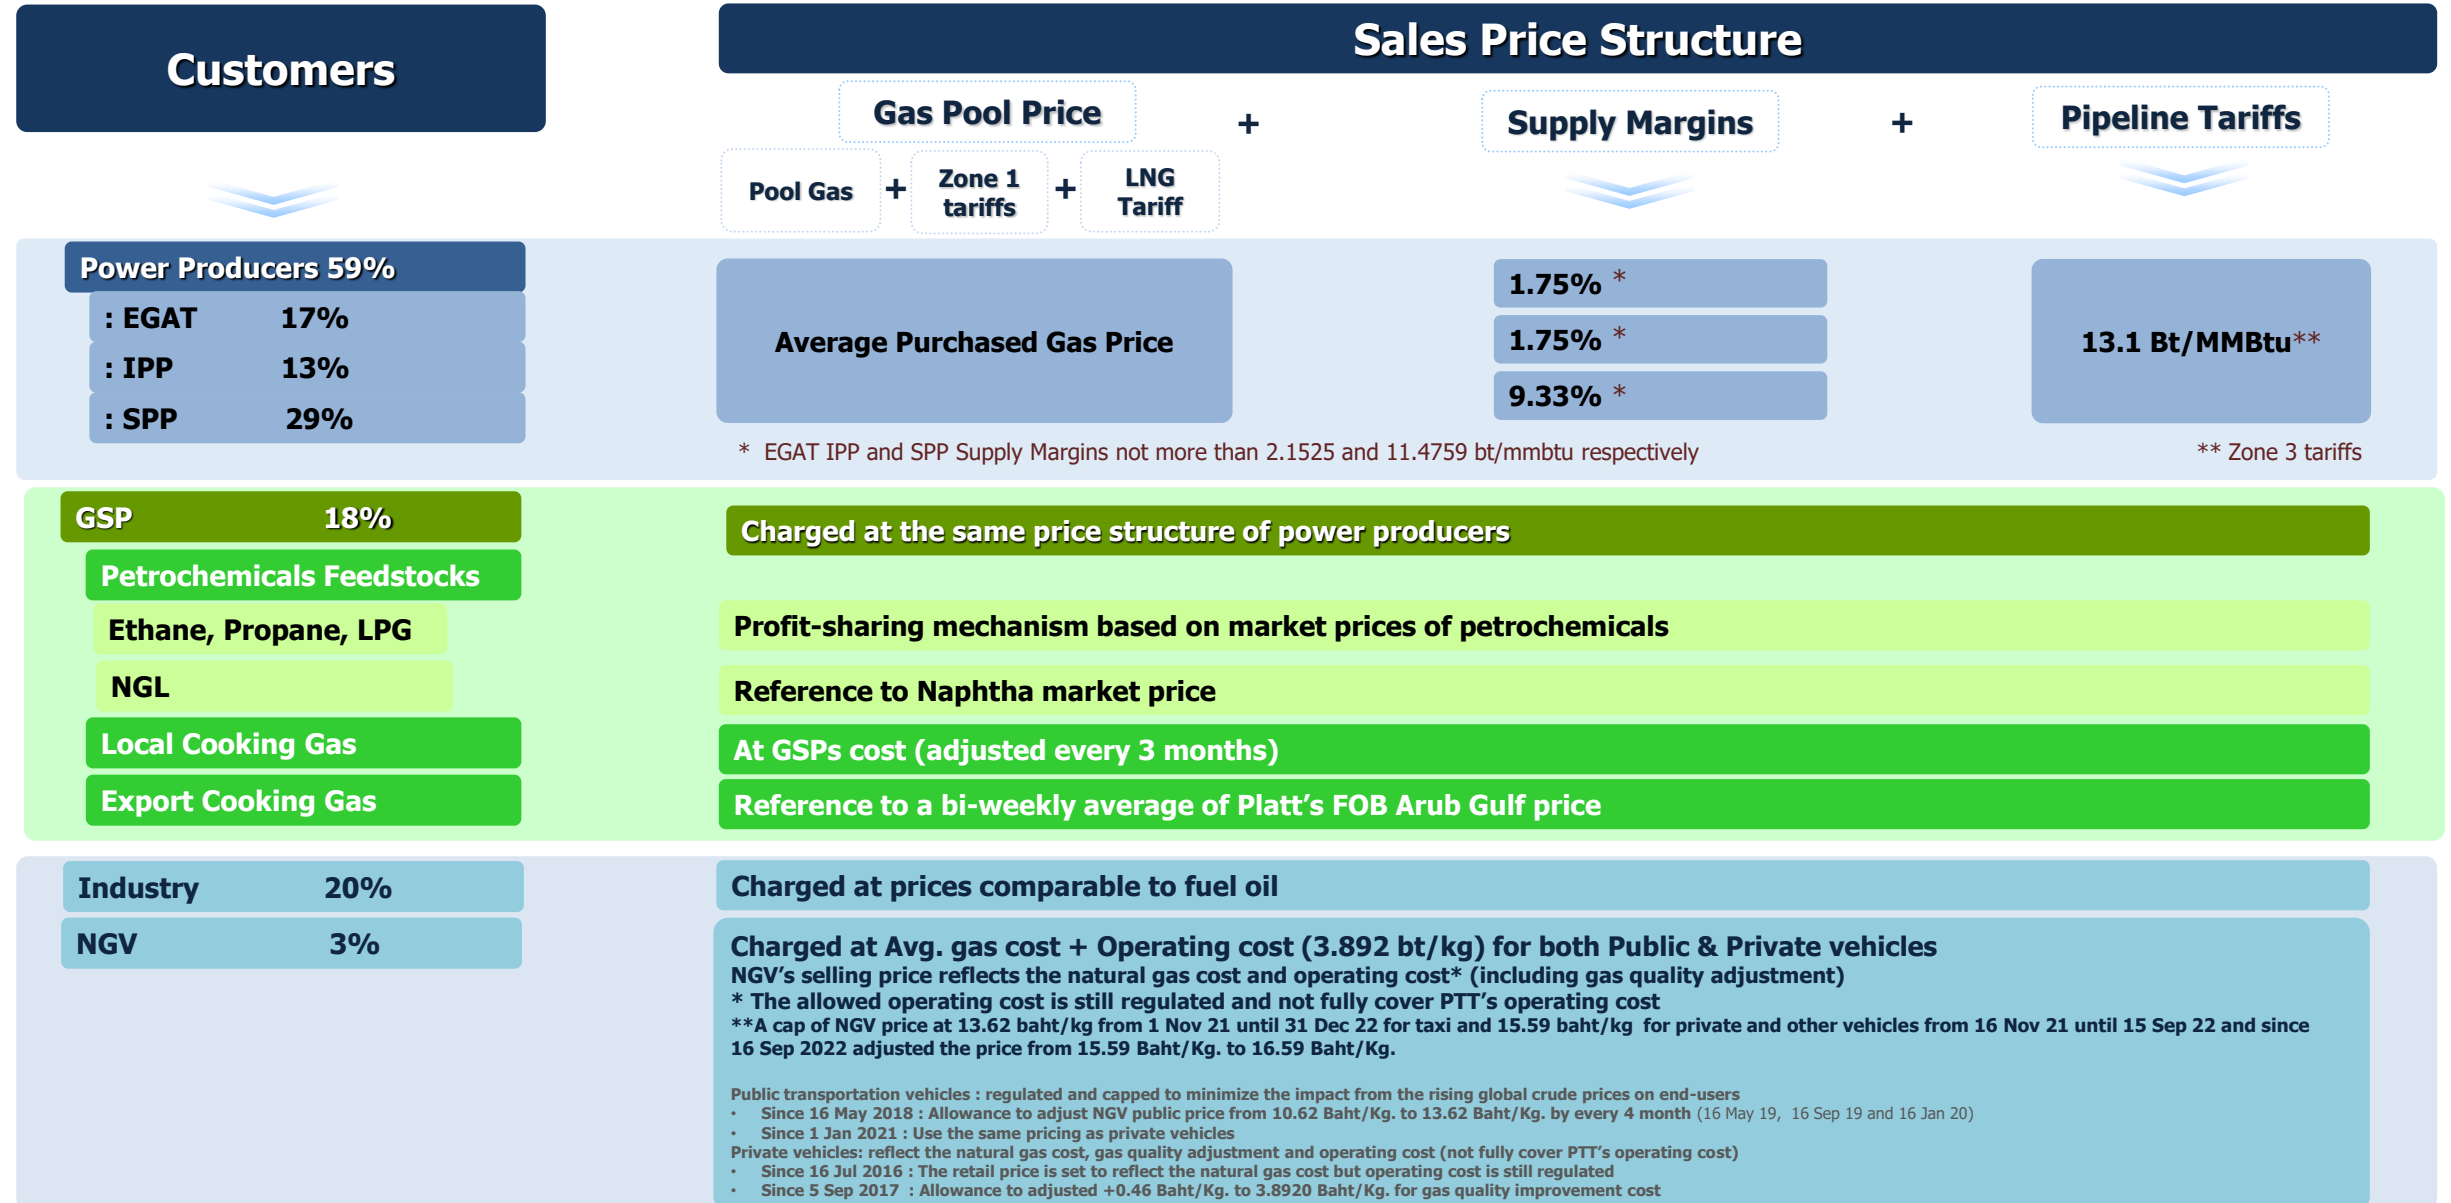 Customers
Sales Price Structure
Gas Pool Price
+
Supply Margins
+
Pipeline Tariffs
Pool Gas
+
Zone 1
tariffs
+
LNG
Tariff
Power Producers 59%
: EGAT 17%
: IPP 13%
: SPP 29%
Average Purchased Gas Price
1.75% *
1.75% *
9.33% *
13.1 Bt/MMBtu**
* EGAT IPP and SPP Supply Margins not more than 2.1525 and 11.4759 bt/mmbtu respectively
** Zone 3 tariffs
GSP 18%
Charged at the same price structure of power producers
Petrochemicals Feedstocks
Ethane, Propane, LPG
Profit-sharing mechanism based on market prices of petrochemicals
NGL
Reference to Naphtha market price
Local Cooking Gas
At GSPs cost (adjusted every 3 months)
Export Cooking Gas
Reference to a bi-weekly average of Platt’s FOB Arub Gulf price
Industry 20%
Charged at prices comparable to fuel oil
NGV 3%
Charged at Avg. gas cost + Operating cost (3.892 bt/kg) for both Public & Private vehicles
NGV’s selling price reflects the natural gas cost and operating cost* (including gas quality adjustment)
* The allowed operating cost is still regulated and not fully cover PTT’s operating cost
**A cap of NGV price at 13.62 baht/kg from 1 Nov 21 until 31 Dec 22 for taxi and 15.59 baht/kg for private and other vehicles from 16 Nov 21 until 15 Sep 22 and since
16 Sep 2022 adjusted the price from 15.59 Baht/Kg. to 16.59 Baht/Kg.
Public transportation vehicles : regulated and capped to minimize the impact from the rising global crude prices on end-users
• Since 16 May 2018 : Allowance to adjust NGV public price from 10.62 Baht/Kg. to 13.62 Baht/Kg. by every 4 month (16 May 19, 16 Sep 19 and 16 Jan 20)
• Since 1 Jan 2021 : Use the same pricing as private vehicles
Private vehicles: reflect the natural gas cost, gas quality adjustment and operating cost (not fully cover PTT’s operating cost)
• Since 16 Jul 2016 : The retail price is set to reflect the natural gas cost but operating cost is still regulated
• Since 5 Sep 2017 : Allowance to adjusted +0.46 Baht/Kg. to 3.8920 Baht/Kg. for gas quality improvement cost